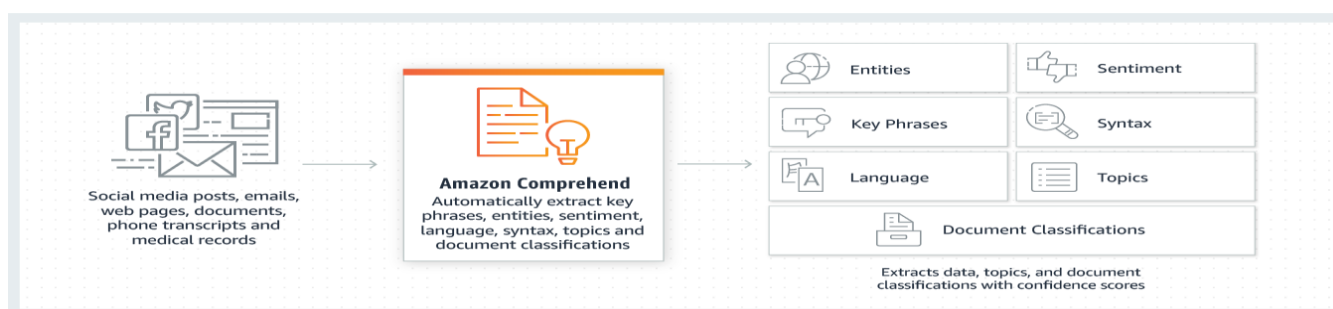 Social media posts, emails,
web pages, documents,
phone transcripts and
medical records
Amazon Comprehend
Automatically extract key
phrases, entities, sentiment,
language, syntax, topics and
document classifications
Entities
Sentiment
Key Phrases
Syntax
Language
Topics
Document Classifications
Extracts data, topics, and document
classifications with confidence scores